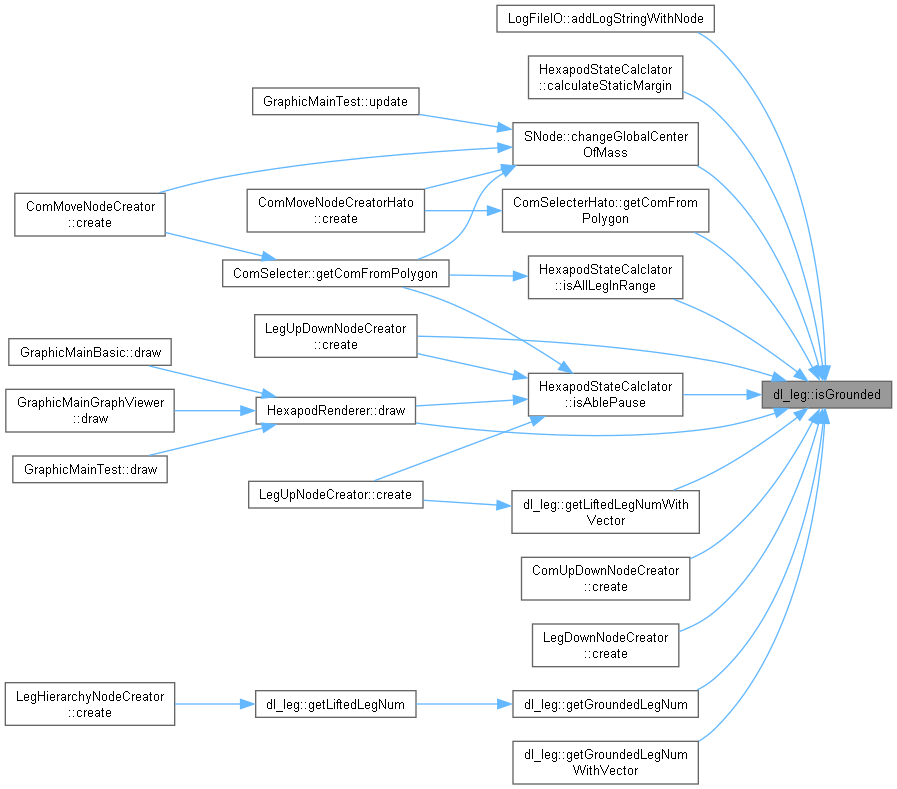 LogFileIO::addLogStringWithNode
HexapodStateCalclator
::calculateStaticMargin
GraphicMainTest::update
SNode::changeGlobalCenter
OfMass
ComMoveNodeCreator
::create
ComMoveNodeCreatorHato
::create
ComSelecterHato::getComFrom
Polygon
ComSelecter::getComFromPolygon
HexapodStateCalclator
::isAllLegInRange
LegUpDownNodeCreator
::create
GraphicMainBasic::draw
HexapodStateCalclator
::isAblePause
dl_leg::isGrounded
GraphicMainGraphViewer
::draw
HexapodRenderer::draw
GraphicMainTest::draw
LegUpNodeCreator::create
dl_leg::getLiftedLegNumWith
Vector
ComUpDownNodeCreator
::create
LegDownNodeCreator
::create
LegHierarchyNodeCreator
::create
dl_leg::getLiftedLegNum
dl_leg::getGroundedLegNum
dl_leg::getGroundedLegNum
WithVector